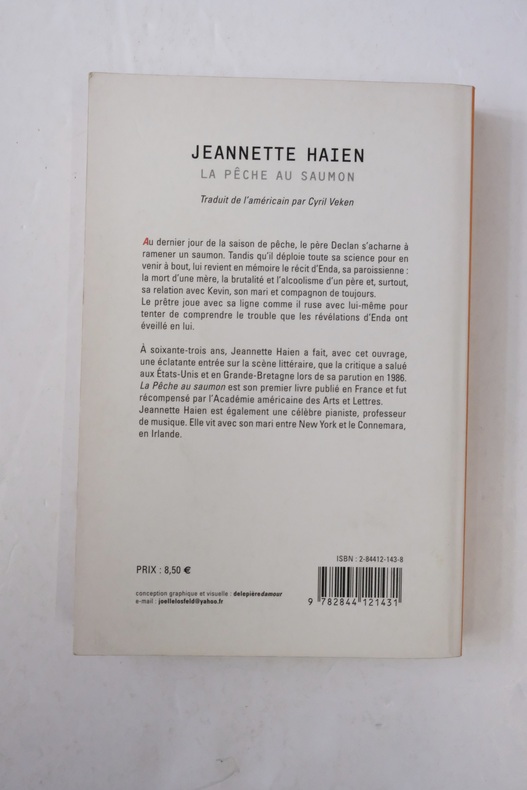 JEANNETTE HAIEN
LA PÊCHE AU SAUMON
Traduit de l'américain par Cyril Veken
Au dernier jour de la saison de pêche, le père Declan s'acharne à
ramener un saumon. Tandis qu'il déploie toute sa science pour en
venir à bout, lui revient en mémoire le récit d'Enda, sa paroissienne :
la mort d'une mère, la brutalité et l'alcoolisme d'un père et, surtout,
sa relation avec Kevin, son mari et compagnon de toujours.
Le prêtre joue avec sa ligne comme il ruse avec lui-même pour
tenter de comprendre le trouble que les révélations d'Enda ont
éveillé en lui.
À soixante-trois ans, Jeannette Haien a fait, avec cet ouvrage,
une éclatante entrée sur la scène littéraire, que la critique a salué
aux États-Unis et en Grande-Bretagne lors de sa parution en 1986.
La Pêche au saumon est son premier livre publié en France et fut
récompensé par l'Académie américaine des Arts et Lettres.
Jeannette Haien est également une célèbre pianiste, professeur
de musique. Elle vit avec son mari entre New York et le Connemara,
en Irlande.
ISBN : 2-84412-143-8
PRIX : 8,50 €
9 782844 121431
conception graphique et visuelle : delepièredamour
e-mail : joellelosfeld@yahoo.fr